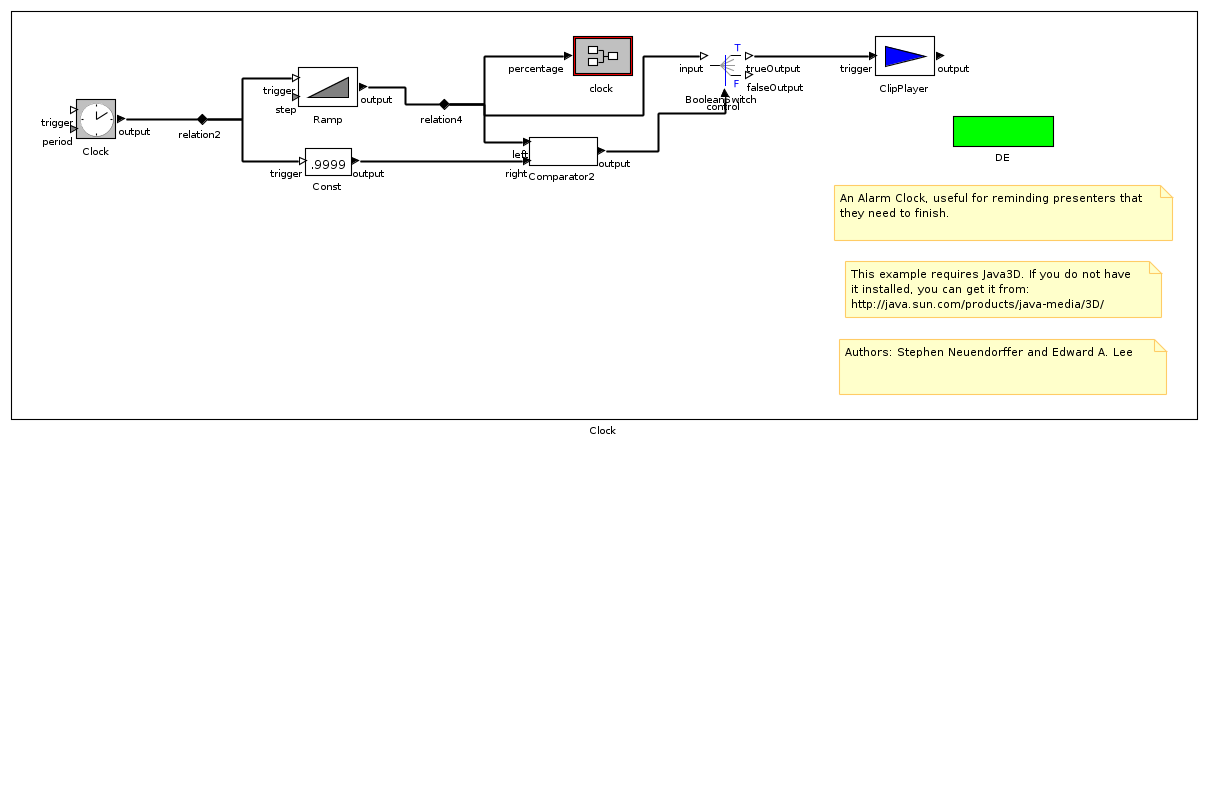 T
percentage
input
trueOutput
trigger
output
F
clock
falseOutput
ClipPlayer
trigger
output
BooleanSwitch
step
control
Ramp
relation4
trigger
output
relation2
period
Clock
left
output
DE
.9999
trigger
output
right
Comparator2
Const
An Alarm Clock, useful for reminding presenters that
they need to finish.
This example requires Java3D. If you do not have
it installed, you can get it from:
http://java.sun.com/products/java-media/3D/
Authors: Stephen Neuendorffer and Edward A. Lee
Clock